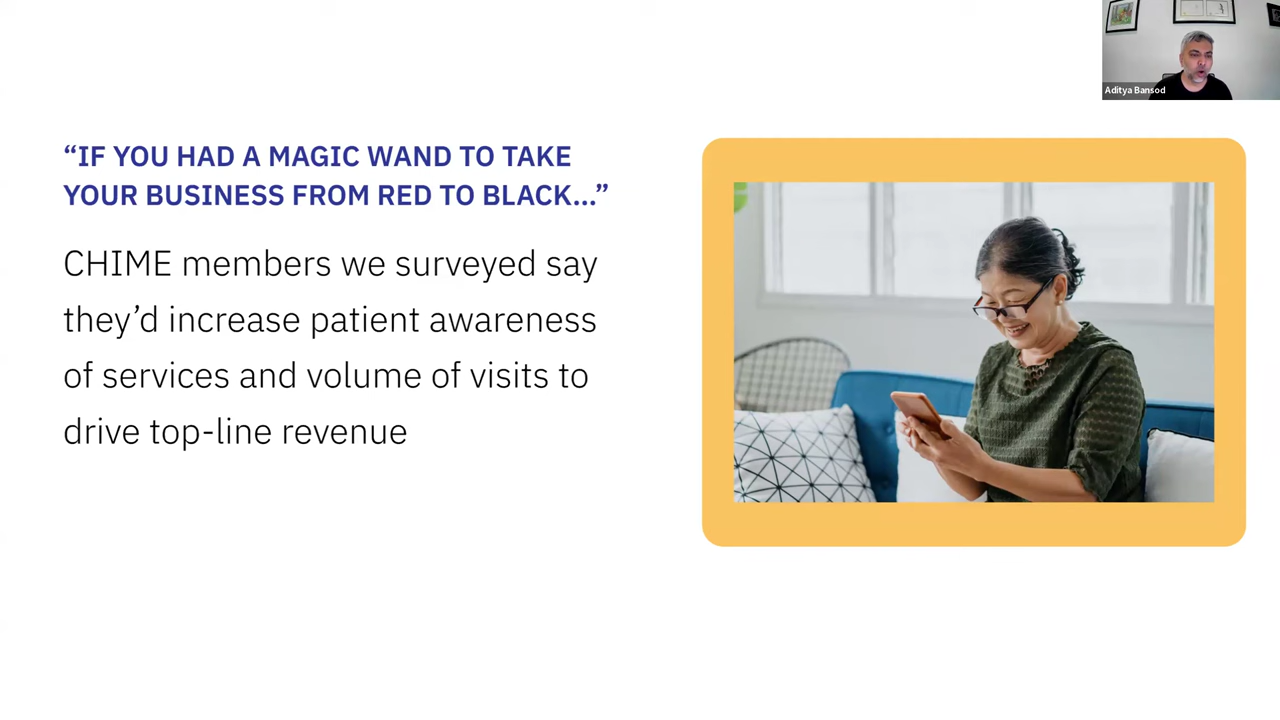 Aditya Bansod
“IF YOU HAD A MAGIC WAND TO TAKE
YOUR BUSINESS FROM RED TO BLACK...”
CHIME members we surveyed say
they’d increase patient awareness
of services and volume of visits to
drive top-line revenue